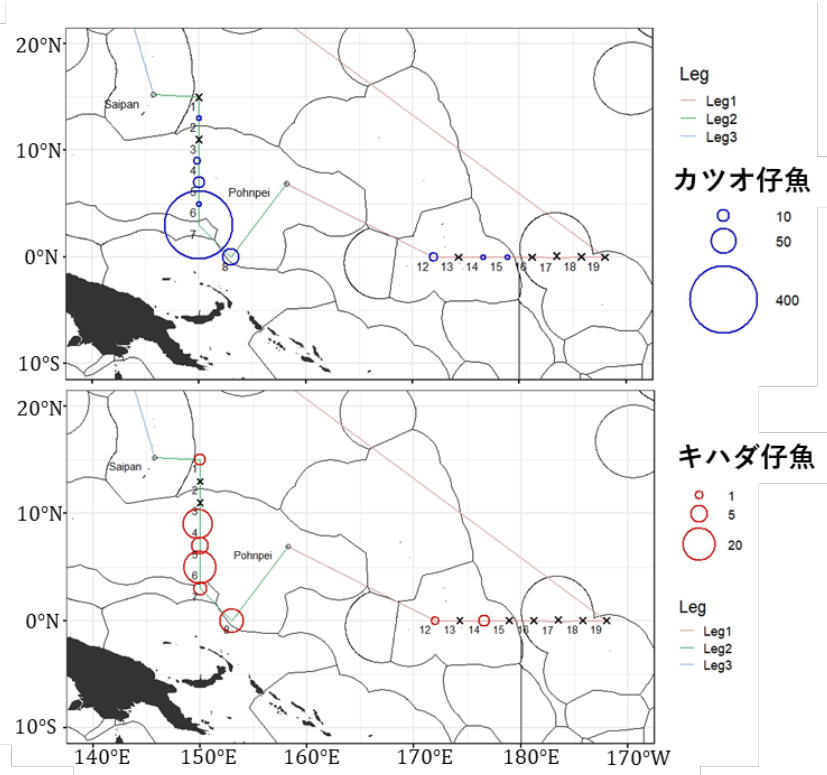 20°N
10°N
0°N
10°S
Saipan
1
2
3
4
5
6
7
8
Pohnpei
12
13
14
15
16
17
18
19
Leg
Leg1
Leg2
Leg3
カツオ仔魚
10
50
400
20°N
10°N
0°N
10°S
Saipan
1
2
3
4
5
6
7
8
Pohnpei
12
13
14
15
16
17
18
19
キハダ仔魚
1
5
20
Leg
Leg1
Leg2
Leg3
140°E
150°E
160°E
170°E
180°E
170°W